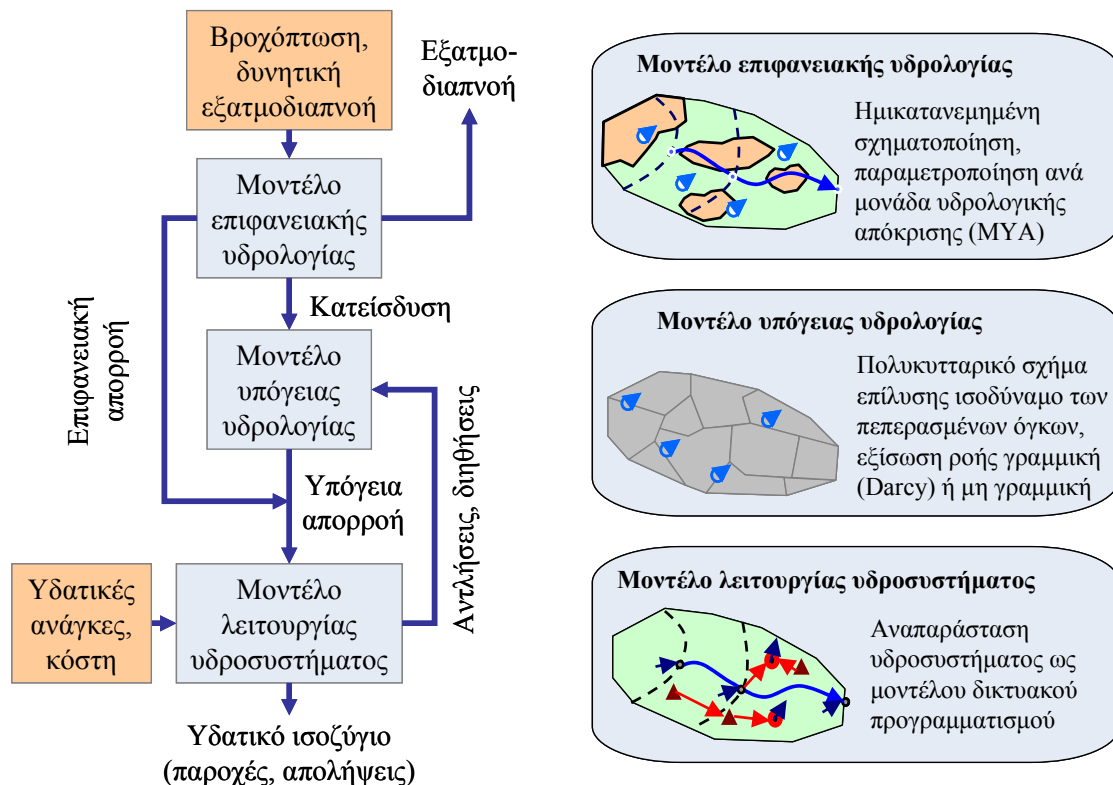 Βροχόπτωση,
δυνητική
εξατμοδιαπνοή
Εξατμο-
διαπνοή
Μοντέλο
επιφανειακής
υδρολογίας
Επιφανειακή
απορροή
Κατείσδυση
Μοντέλο
υπόγειας
υδρολογίας
Αντλήσεις, διηθήσεις
Υπόγεια
απορροή
Υδατικές
ανάγκες,
κόστη
Μοντέλο
λειτουργίας
υδροσυστήματος
Υδατικό ισοζύγιο
(παροχές, απολήψεις)
Μοντέλο επιφανειακής υδρολογίας
Ημικατανεμημένη
σχηματοποίηση,
παραμετροποίηση ανά
μονάδα υδρολογικής
απόκρισης (ΜΥΑ)
Μοντέλο υπόγειας υδρολογίας
Πολυκυτταρικό σχήμα
επίλυσης ισοδύναμο των
πεπερασμένων όγκων,
εξίσωση ροής γραμμική
(Darcy) ή μη γραμμική
Μοντέλο λειτουργίας υδροσυστήματος
Αναπαράσταση
υδροσυστήματος ως
μοντέλου δικτυακού
προγραμματισμού